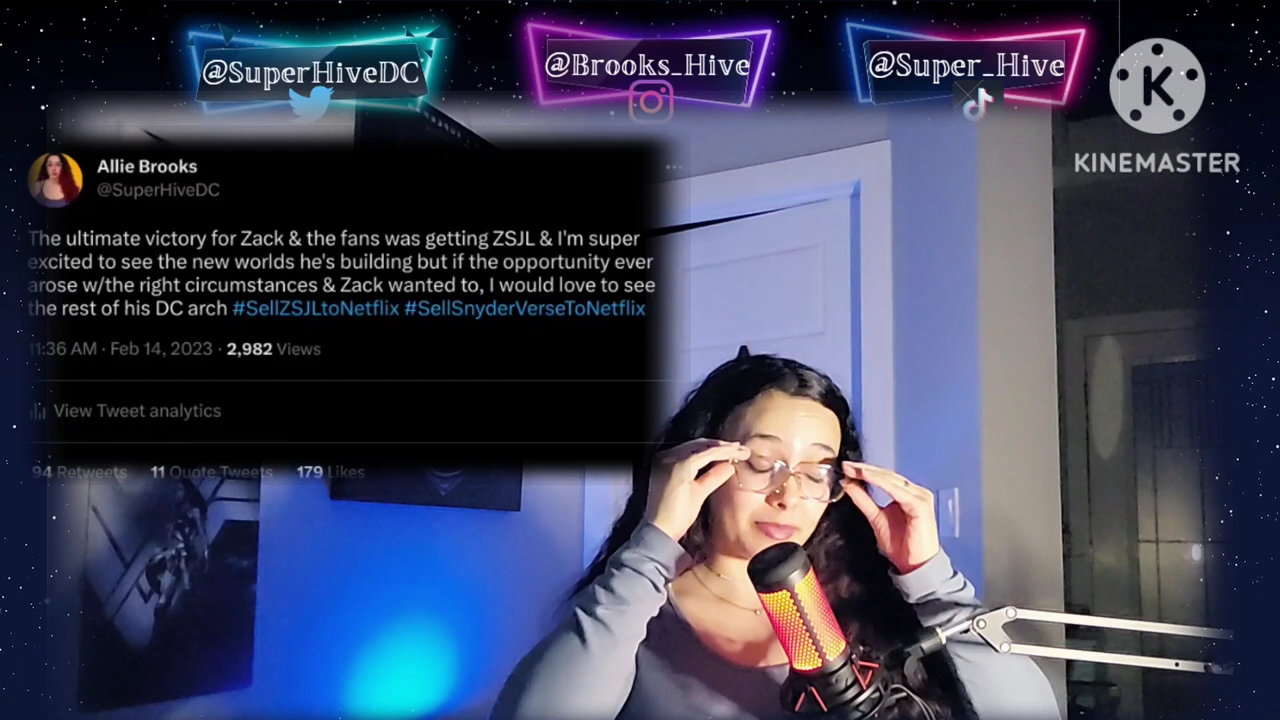 @SuperHiveDC
@Brooks_Hive
@Super_Hive
K
KINEMASTER
Allie Brooks
@SuperHiveDC
The ultimate victory for Zack & the fans was getting ZSJL & I'm super
excited to see the new worlds he's building but if the opportunity ever
arose w/the right circumstances & Zack wanted to, I would love to see
the rest of his DC arch #SellZSJLtoNetflix #SellSnyderVerseToNetflix
11:36 AM · Feb 14, 2023 · 2,982 Views
View Tweet analytics
94 Retweets 11 Quote Tweets 179 Likes